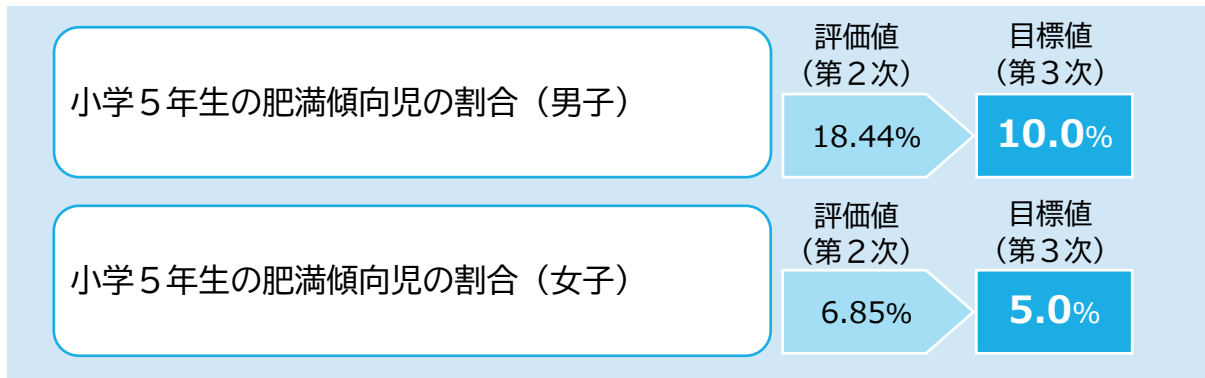 評価値
（第２次）
目標値
（第３次）
小学５年生の肥満傾向児の割合（男子）
18.44%
10.0%
評価値
（第２次）
目標値
（第３次）
小学５年生の肥満傾向児の割合（女子）
6.85%
5.0%